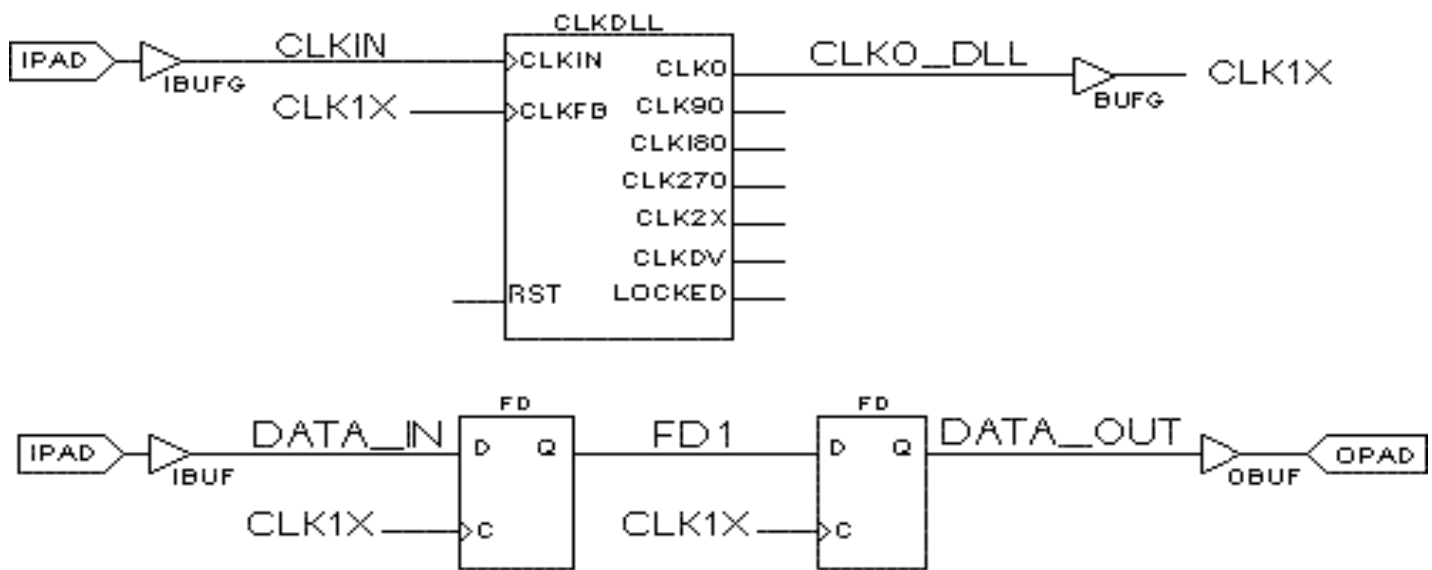 CLKDLL
IPAD
IBUFG
CLKIN
CLKIN
CLK0
CLK0_DLL
BUFG
CLK1X
CLK1X
CLKFB
CLK90
CLK180
CLK270
CLK2X
CLKDV
RST
LOCKED
FD
FD
IPAD
IBUF
DATA_IN
D
Q
FD1
D
Q
DATA_OUT
OBUF
OPAD
CLK1X
C
CLK1X
C